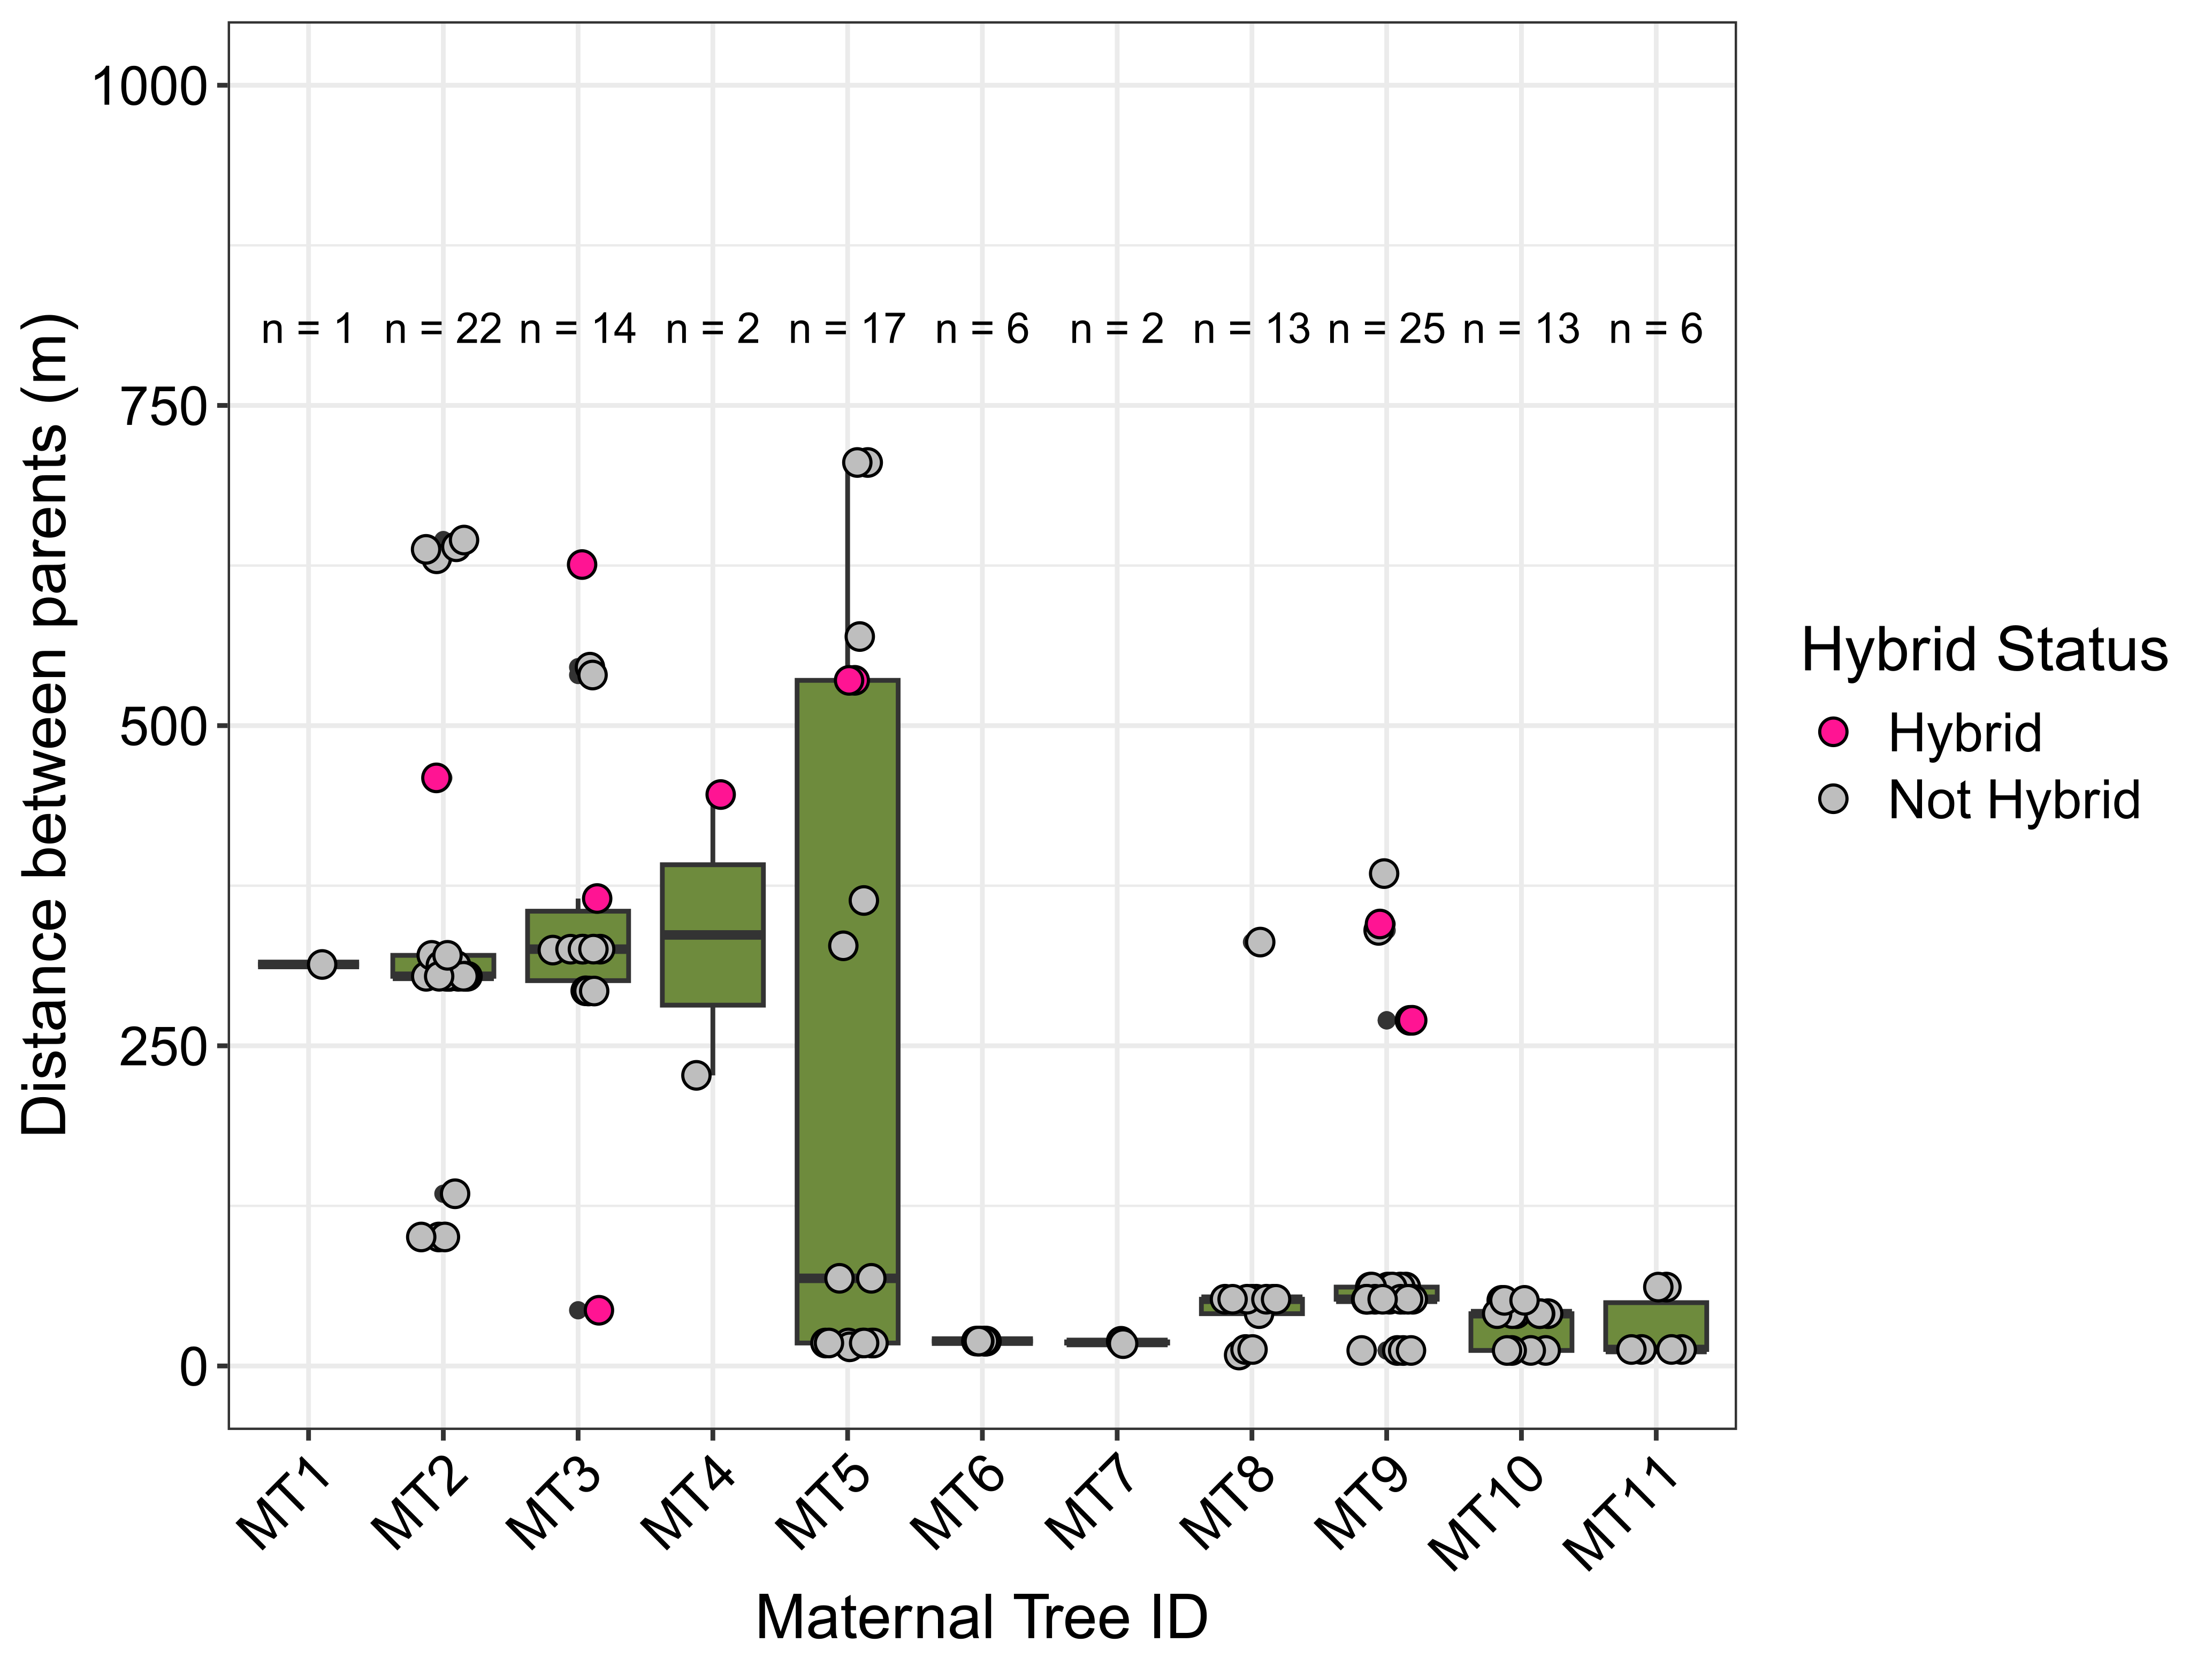 1000
750
500
250
0
Distance between parents (m)
n = 1 n = 22 n = 14 n = 2 n = 17 n = 6 n = 2 n = 13 n = 25 n = 13 n = 6
MT1 MT2 MT3 MT4 MT5 MT6 MT7 MT8 MT9 MT10 MT11
Maternal Tree ID
Hybrid Status
Hybrid
Not Hybrid